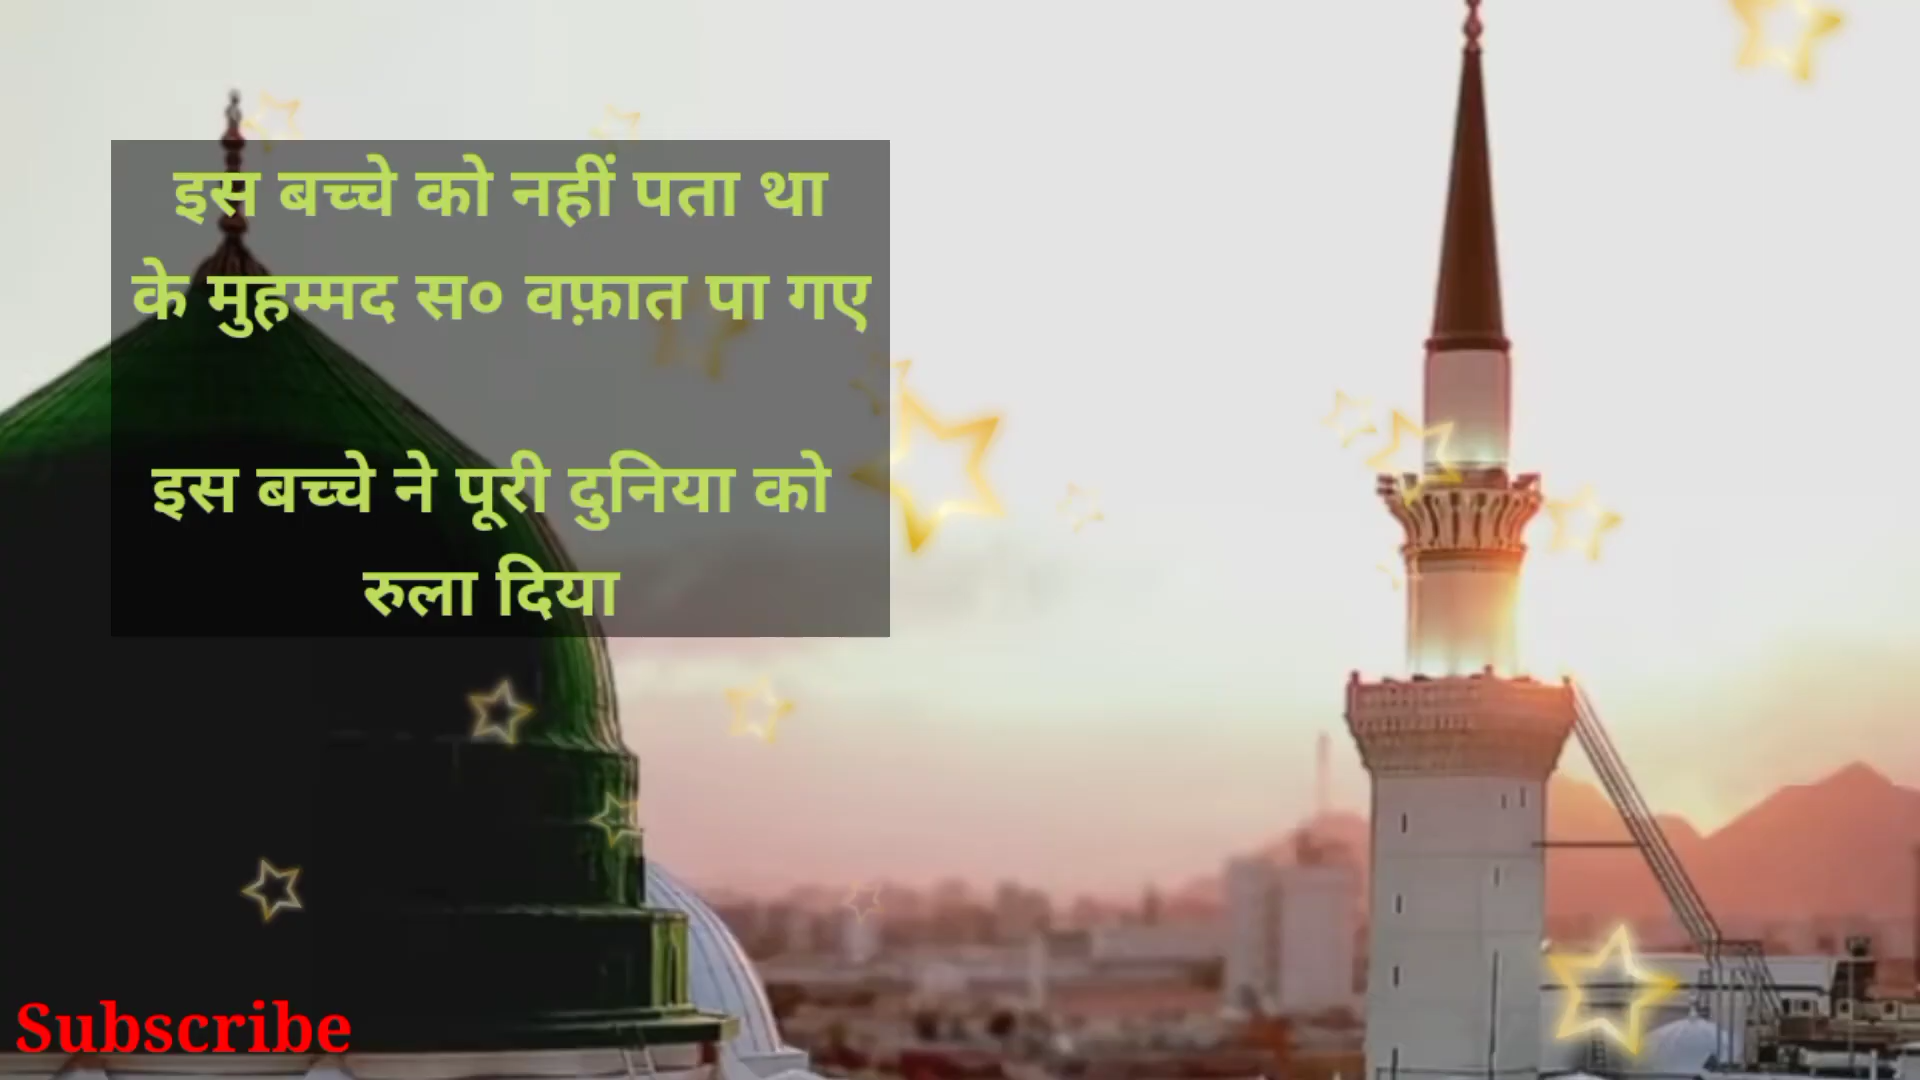 इस बच्चे को नहीं पता था
के मुहम्मद स० वफ़ात पा गए
इस बच्चे ने पूरी दुनिया को
रुला दिया
Subscribe